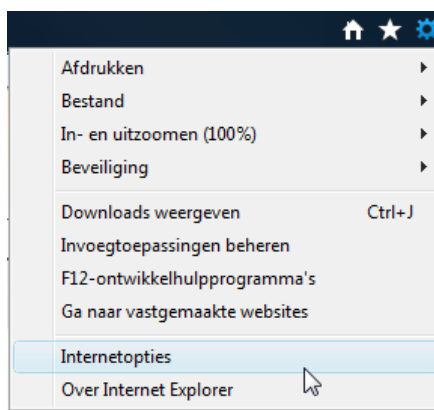 Afdrukken
Bestand
In- en uitzoomen (100%)
Beveiliging
Downloads weergeven Ctrl+J
Invoegtoepassingen beheren
F12-ontwikkelhulpprogramma's
Ga naar vastgemaakte websites
Internetopties
Over Internet Explorer